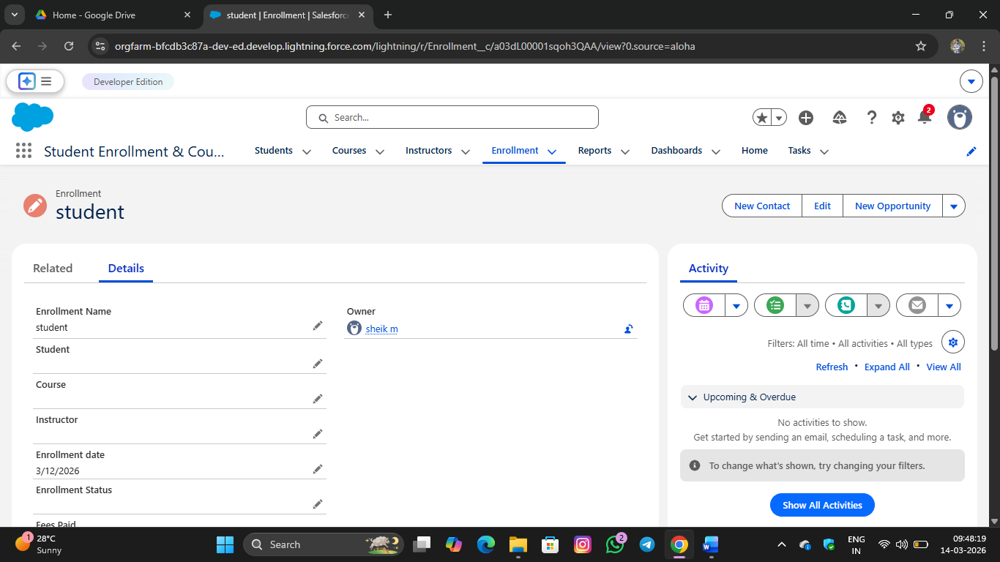 Home - Google Drive
student | Enrollment | Salesforce
orgfarm-bfcdb3c87a-dev-ed.develop.lightning.force.com/lightning/r/Enrollment__c/a03dL00001sqoh3QAA/view?0.source=aloha
Developer Edition
Search...
2
Student Enrollment & Cou...
Students
Courses
Instructors
Enrollment
Reports
Dashboards
Home
Tasks
Enrollment
student
New Contact
Edit
New Opportunity
Related
Details
Activity
Enrollment Name
student
Owner
sheik m
Student
Course
Instructor
Enrollment date
3/12/2026
Enrollment Status
Fees Paid
Filters: All time • All activities • All types
Refresh • Expand All • View All
Upcoming & Overdue
No activities to show.
Get started by sending an email, scheduling a task, and more.
To change what's shown, try changing your filters.
Show All Activities
1
28°C
Sunny
Search
2
ENG
IN
09:48:19
14-03-2026